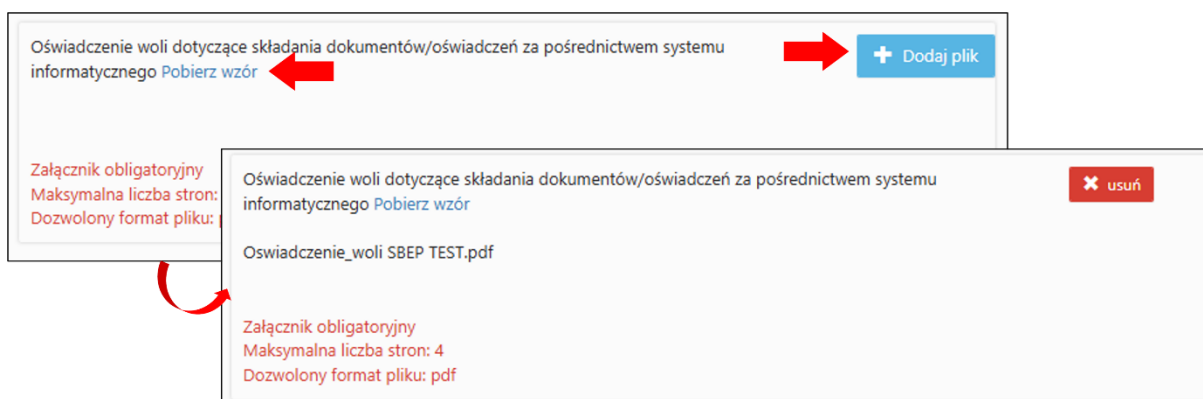 Oświadczenie woli dotyczące składania dokumentów/oświadczeń za pośrednictwem systemu
informatycznego Pobierz wzór
Dodaj plik
Załącznik obligatoryjny
Maksymalna liczba stron:
Dozwolony format pliku:
Oświadczenie woli dotyczące składania dokumentów/oświadczeń za pośrednictwem systemu
informatycznego Pobierz wzór
usuń
Oswiadczenie_woli SBEP TEST.pdf
Załącznik obligatoryjny
Maksymalna liczba stron: 4
Dozwolony format pliku: pdf